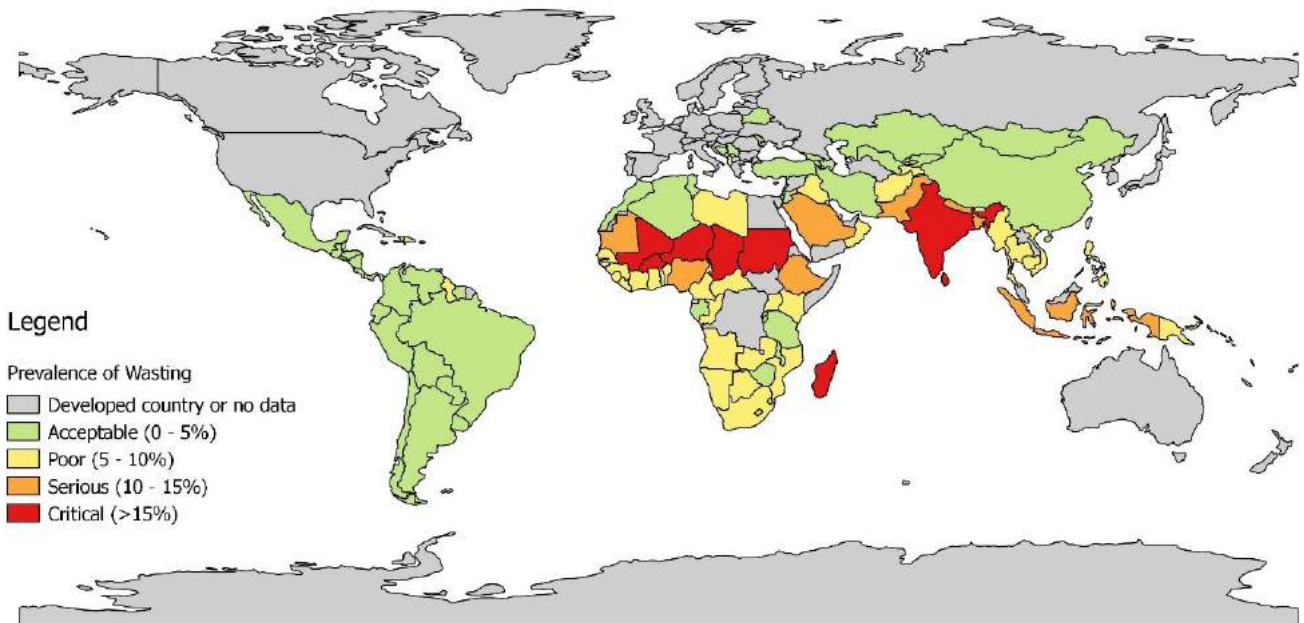 Legend
Prevalence of Wasting
Developed country or no data
Acceptable (0 - 5%)
Poor (5 - 10%)
Serious (10 - 15%)
Critical (>15%)